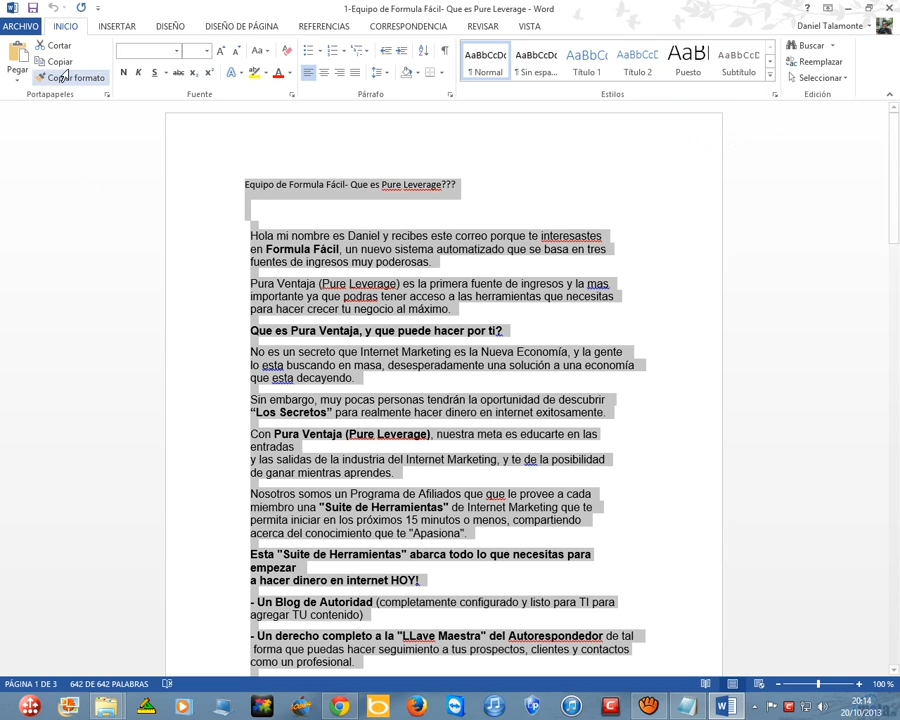 1-Equipo de Formula Fácil- Que es Pure Leverage - Word
ARCHIVO INICIO INSERTAR DISEÑO DISEÑO DE PÁGINA REFERENCIAS CORRESPONDENCIA REVISAR VISTA Daniel Talamonte
Pegar
Cortar
Copiar
Copiar formato
Portapapeles
N K S abc x₂ x² A
Aa
Fuente
Párrafo
AaBbCcDc AaBbCcDc AaBbCc AaBbCcD AaBl AaBbCcD
¶ Normal ¶ Sin espa... Título 1 Título 2 Puesto Subtítulo
Estilos
Buscar
Reemplazar
Seleccionar
Edición
Equipo de Formula Fácil- Que es Pure Leverage???
Hola mi nombre es Daniel y recibes este correo porque te interesastes
en Formula Fácil, un nuevo sistema automatizado que se basa en tres
fuentes de ingresos muy poderosas.
Pura Ventaja (Pure Leverage) es la primera fuente de ingresos y la mas
importante ya que podras tener acceso a las herramientas que necesitas
para hacer crecer tu negocio al máximo.
Que es Pura Ventaja, y que puede hacer por ti?
No es un secreto que Internet Marketing es la Nueva Economía, y la gente
lo esta buscando en masa, desesperadamente una solución a una economía
que esta decayendo.
Sin embargo, muy pocas personas tendrán la oportunidad de descubrir
“Los Secretos” para realmente hacer dinero en internet exitosamente.
Con Pura Ventaja (Pure Leverage), nuestra meta es educarte en las
entradas
y las salidas de la industria del Internet Marketing, y te de la posibilidad
de ganar mientras aprendes.
Nosotros somos un Programa de Afiliados que que le provee a cada
miembro una "Suite de Herramientas" de Internet Marketing que te
permita iniciar en los próximos 15 minutos o menos, compartiendo
acerca del conocimiento que te "Apasiona".
Esta "Suite de Herramientas" abarca todo lo que necesitas para
empezar
a hacer dinero en internet HOY!
- Un Blog de Autoridad (completamente configurado y listo para TI para
agregar TU contenido)
- Un derecho completo a la "LLave Maestra" del Autorespondedor de tal
forma que puedas hacer seguimiento a tus prospectos, clientes y contactos
como un profesional.
PÁGINA 1 DE 3 642 DE 642 PALABRAS 100 %
20:14
20/10/2013